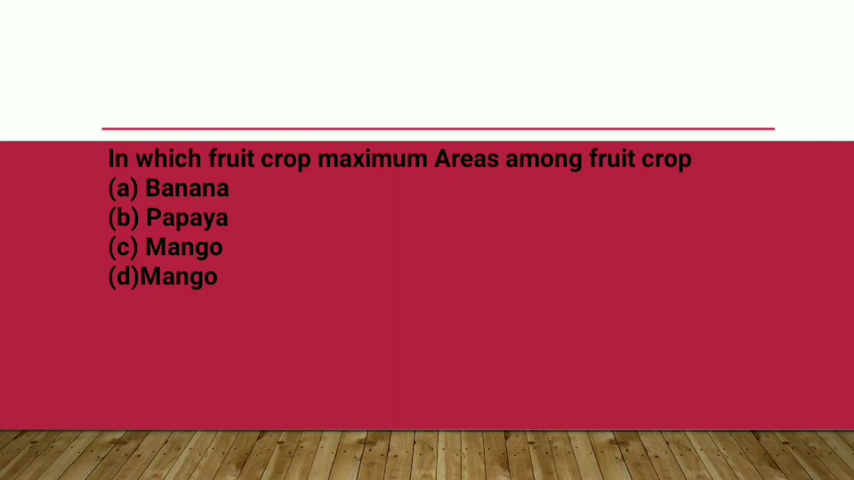 In which fruit crop maximum Areas among fruit crop
(a) Banana
(b) Papaya
(c) Mango
(d)Mango